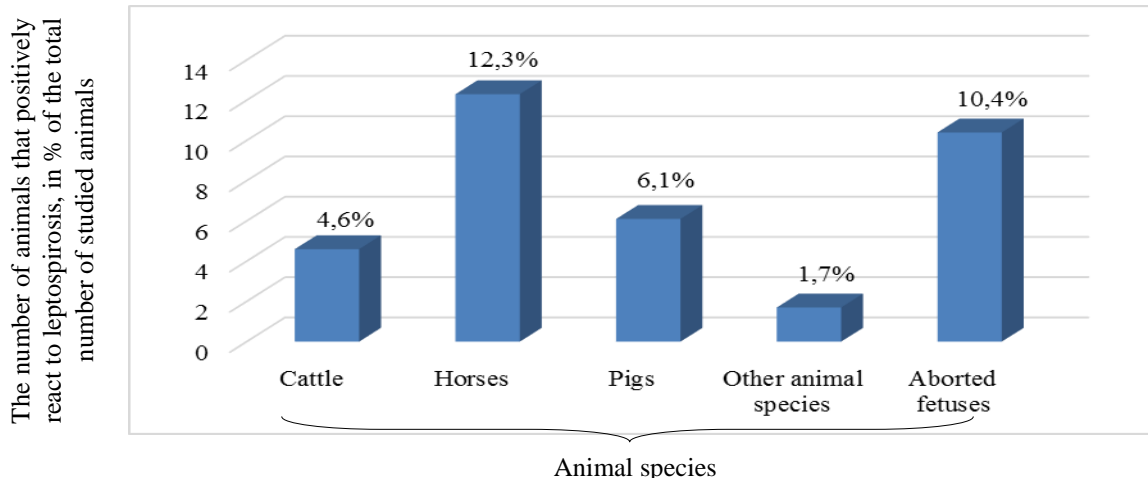 The number of animals that positively
react to leptospirosis, in % of the total
number of studied animals
14
12
10
8
6
4
2
0
4,6%
12,3%
6,1%
1,7%
10,4%
Cattle
Horses
Pigs
Other animal
species
Aborted
fetuses
Animal species